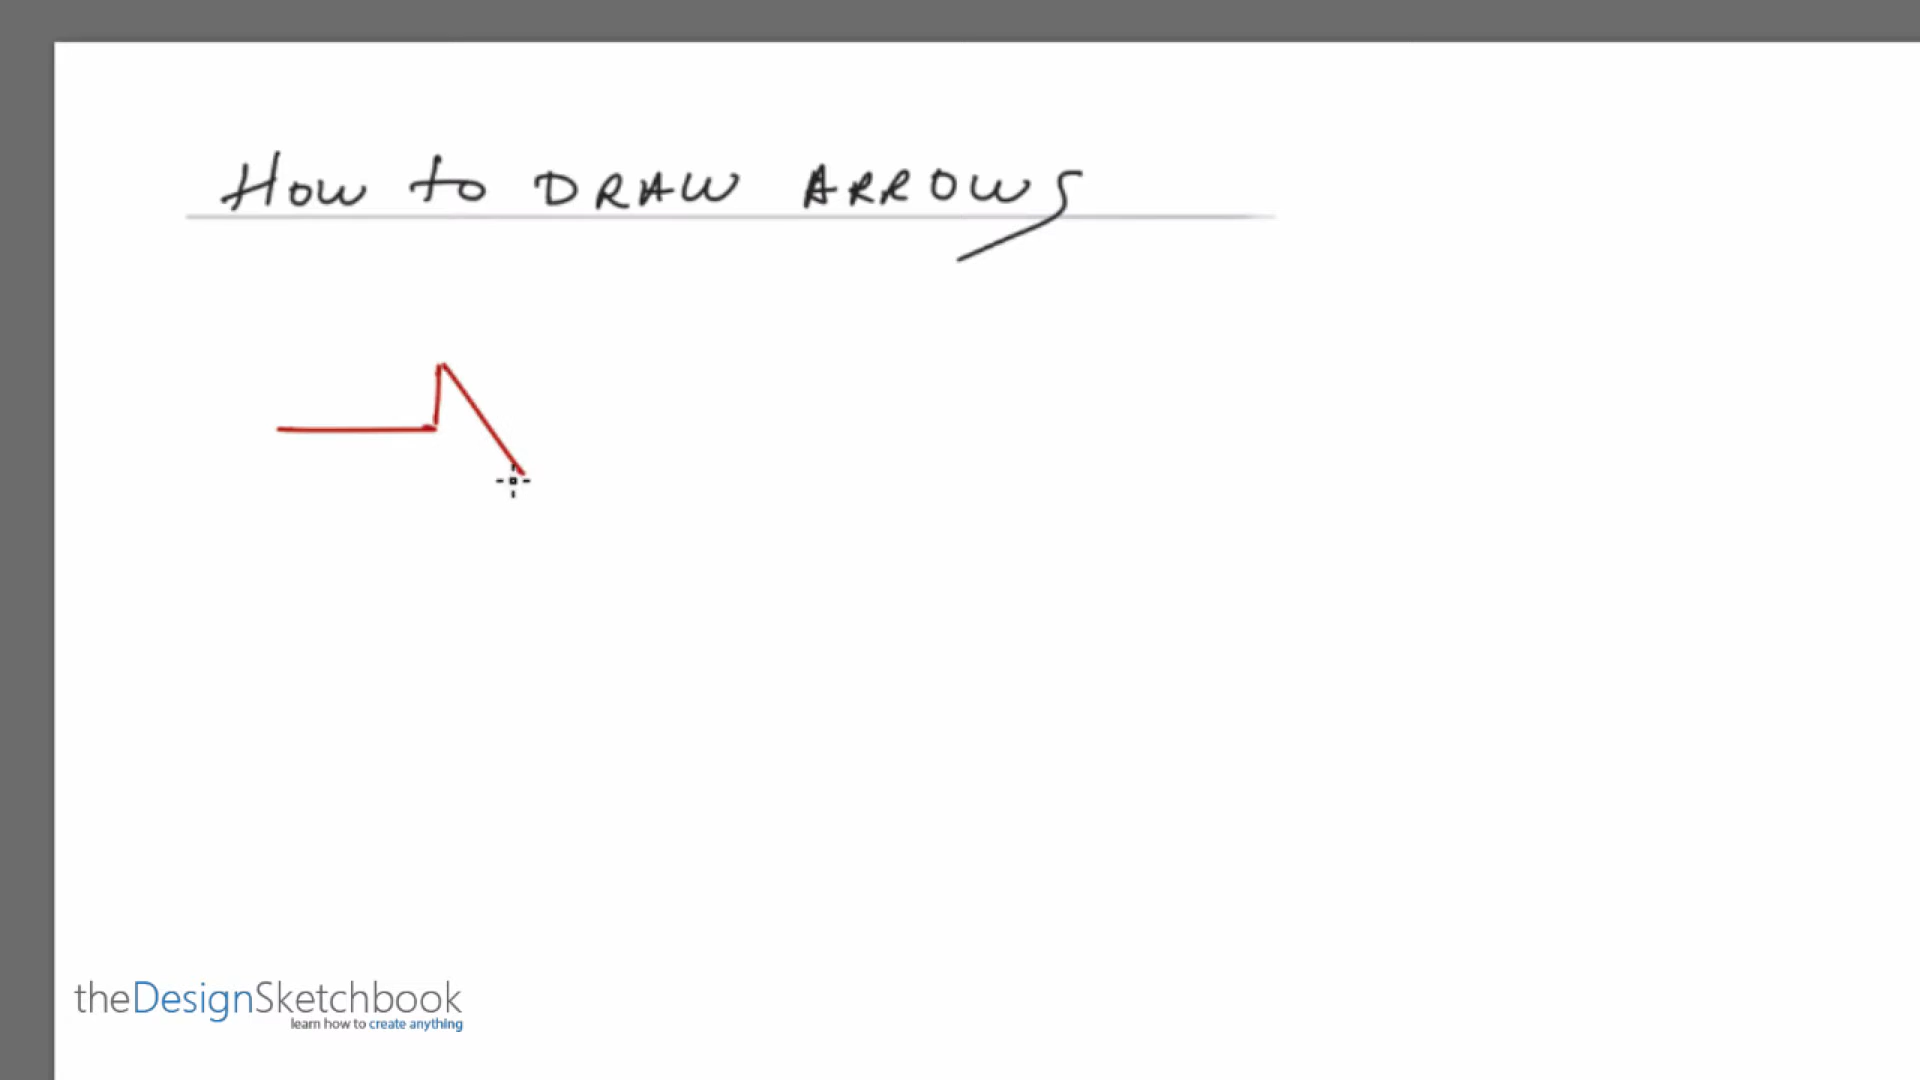 How to DRAW ARROWS
theDesignSketchbook
learn how to create anything